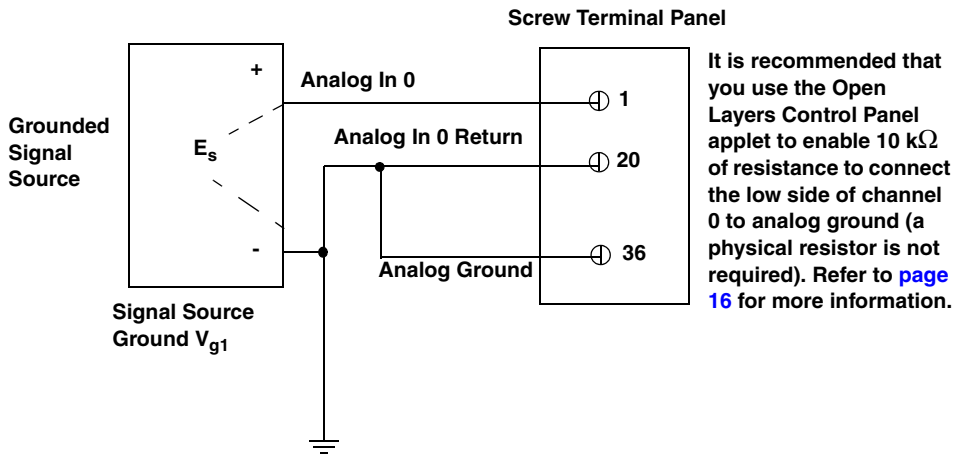 Screw Terminal Panel
+
Analog In 0
1
Analog In 0 Return
20
Grounded
Signal
Source
Es
-
Analog Ground
36
Signal Source
Ground Vg1
It is recommended that
you use the Open
Layers Control Panel
applet to enable 10 kΩ
of resistance to connect
the low side of channel
0 to analog ground (a
physical resistor is not
required). Refer to page
16 for more information.